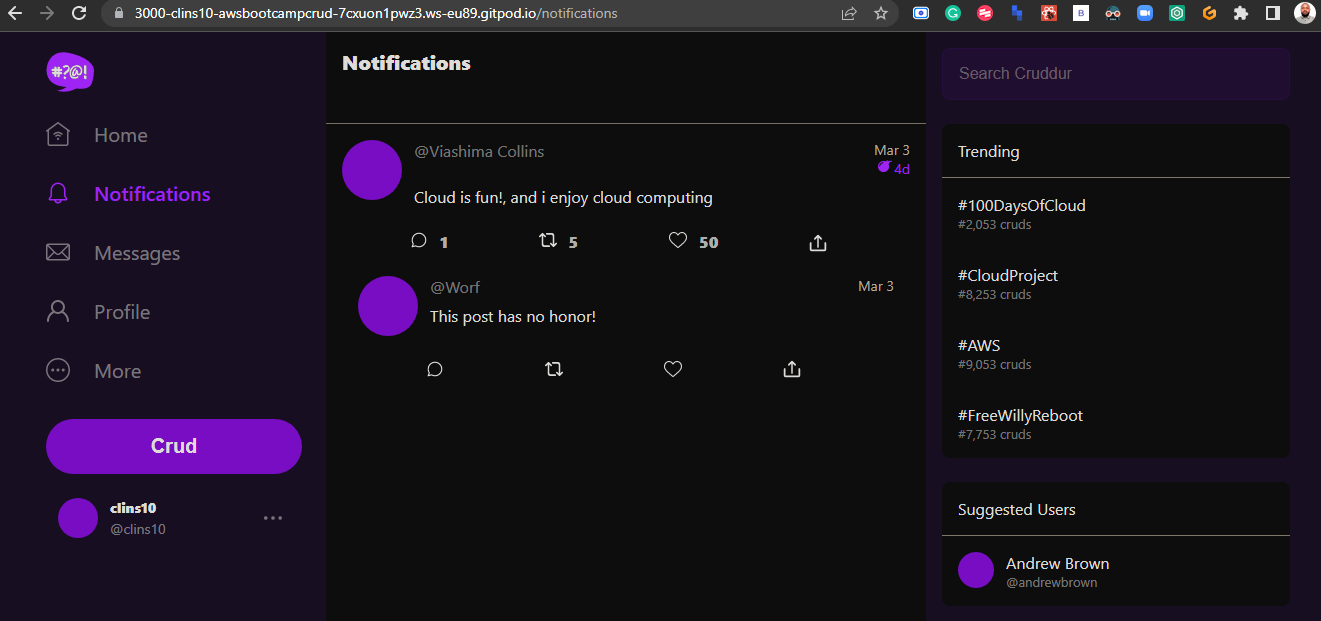 3000-clins10-awsbootcampcrud-7cxuon1pwz3.ws-eu89.gitpod.io/notifications
#?@!
Home
Notifications
Messages
Profile
More
Crud
clins10
@clins10
Notifications
@Viashima Collins
Mar 3
4d
Cloud is fun!, and i enjoy cloud computing
1 5 50
@Worf
Mar 3
This post has no honor!
Search Cruddur
Trending
#100DaysOfCloud
#2,053 cruds
#CloudProject
#8,253 cruds
#AWS
#9,053 cruds
#FreeWillyReboot
#7,753 cruds
Suggested Users
Andrew Brown
@andrewbrown